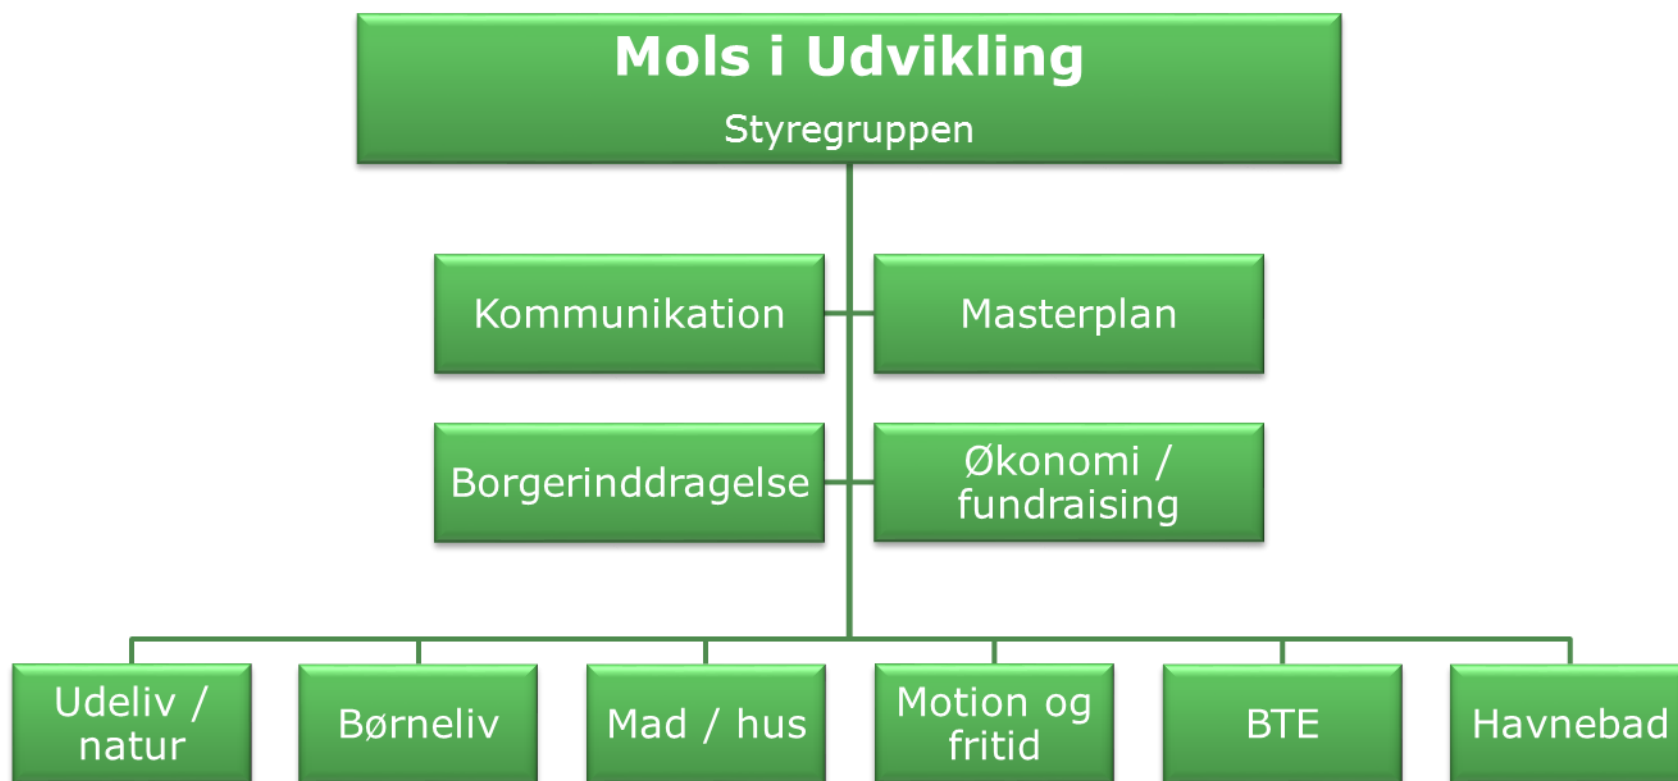 Mols i Udvikling
Styregruppen
Kommunikation
Masterplan
Borgerinddragelse
Økonomi /
fundraising
Udeliv /
natur
Børneliv
Mad / hus
Motion og
fritid
BTE
Havnebad